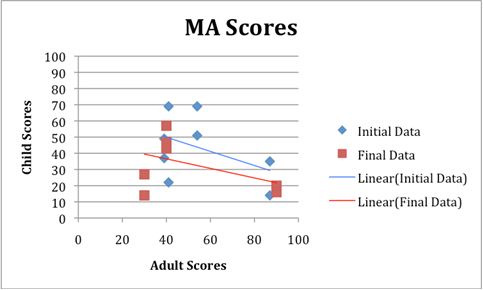 MA Scores
100
90
80
70
60
50
40
30
20
10
0
Child Scores
0 20 40 60 80 100
Adult Scores
Initial Data
Final Data
Linear(Initial Data)
Linear(Final Data)